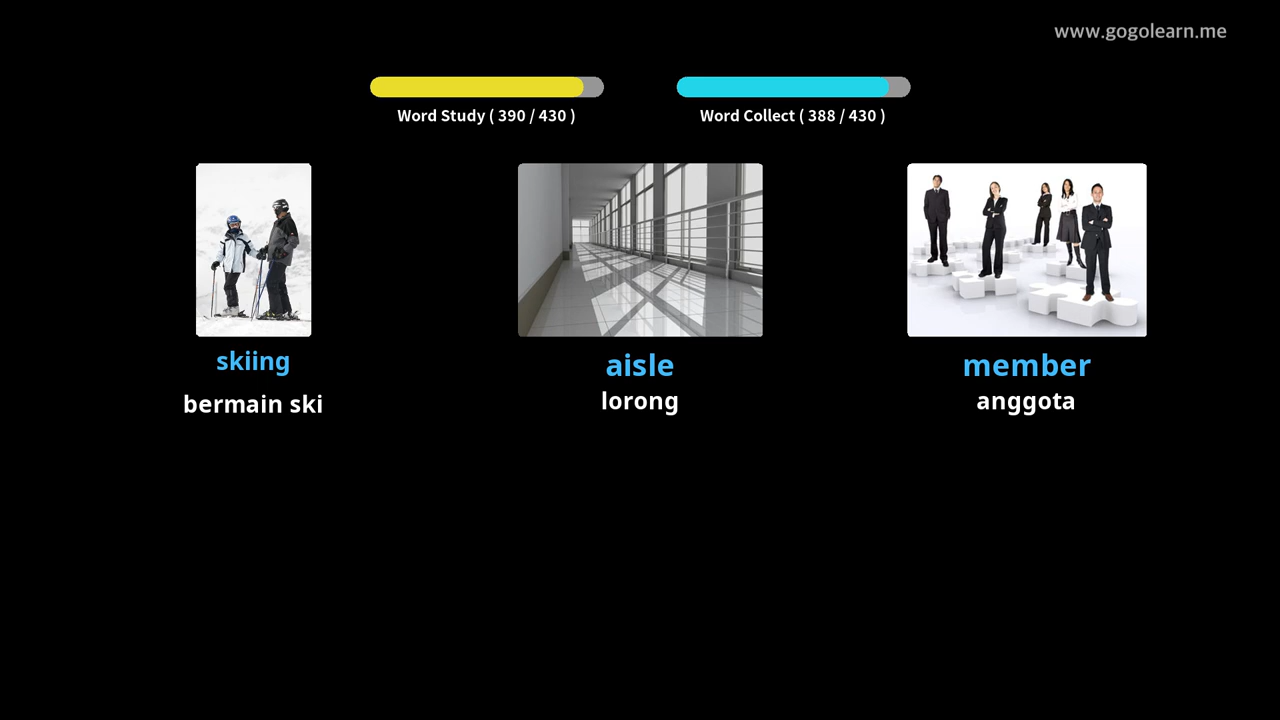 www.gogolearn.me
Word Study ( 390 / 430 )
Word Collect ( 388 / 430 )
skiing
bermain ski
aisle
lorong
member
anggota